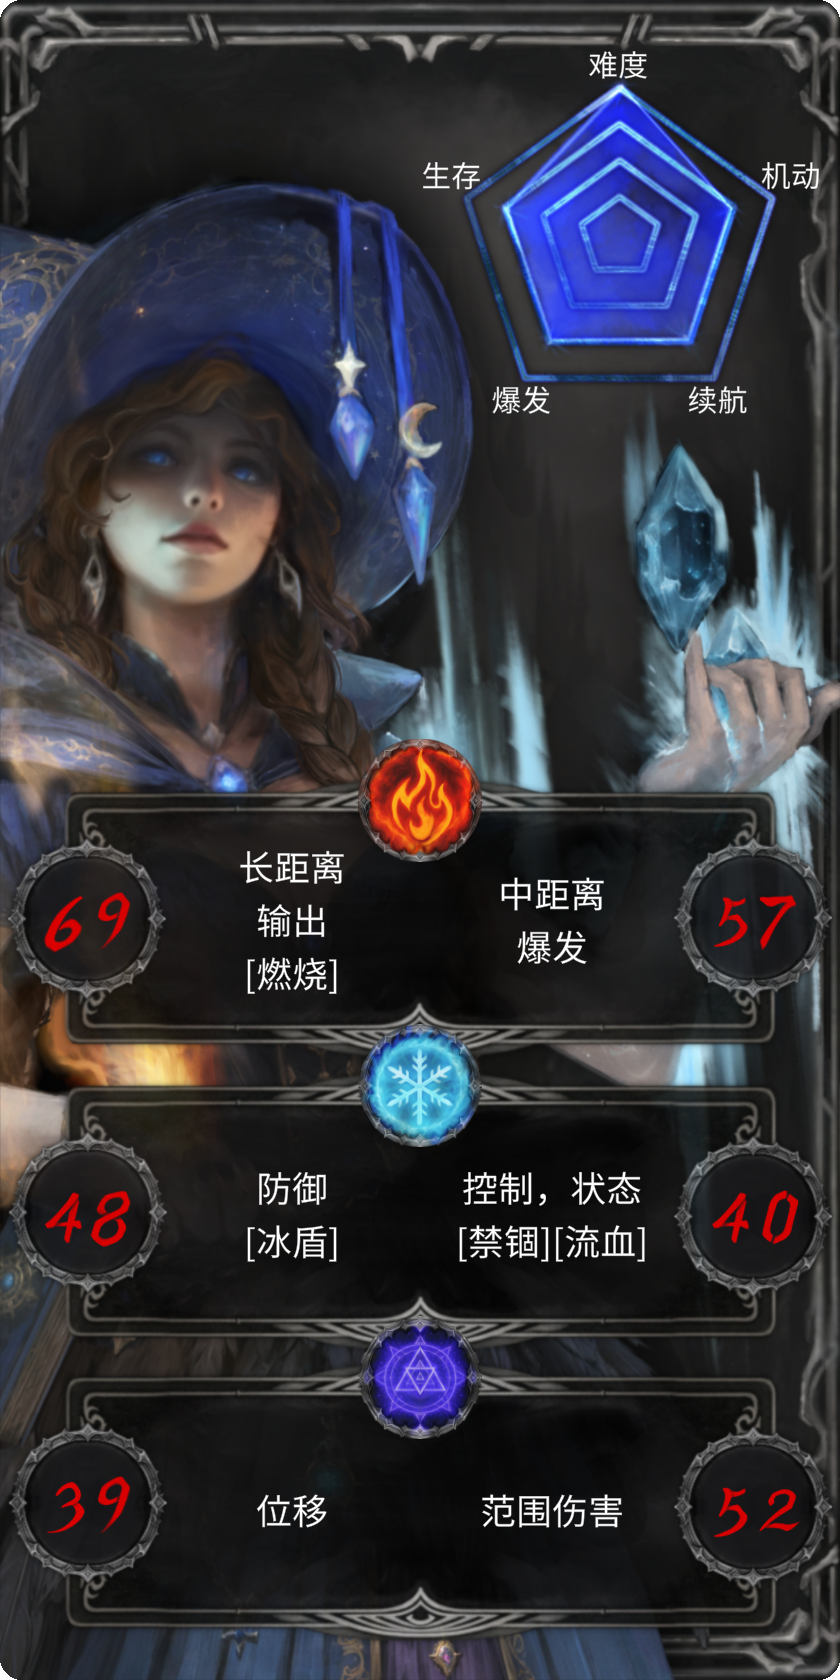 难度
生存
机动
爆发
续航
长距离
输出
[燃烧]
中距离
爆发
69
57
防御
[冰盾]
控制，状态
[禁锢][流血]
48
40
位移
范围伤害
39
52